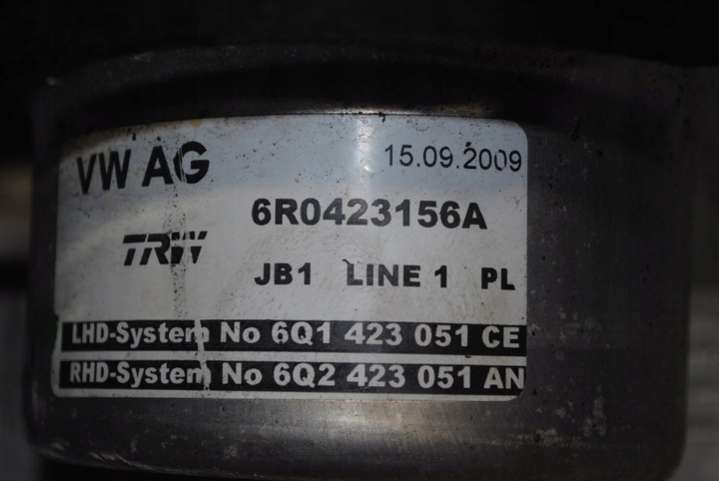 VW AG 15.09.2009
6R0423156A
TRW
JB1 LINE 1 PL
LHD-System No 6Q1 423 051 CE
RHD-System No 6Q2 423 051 AN